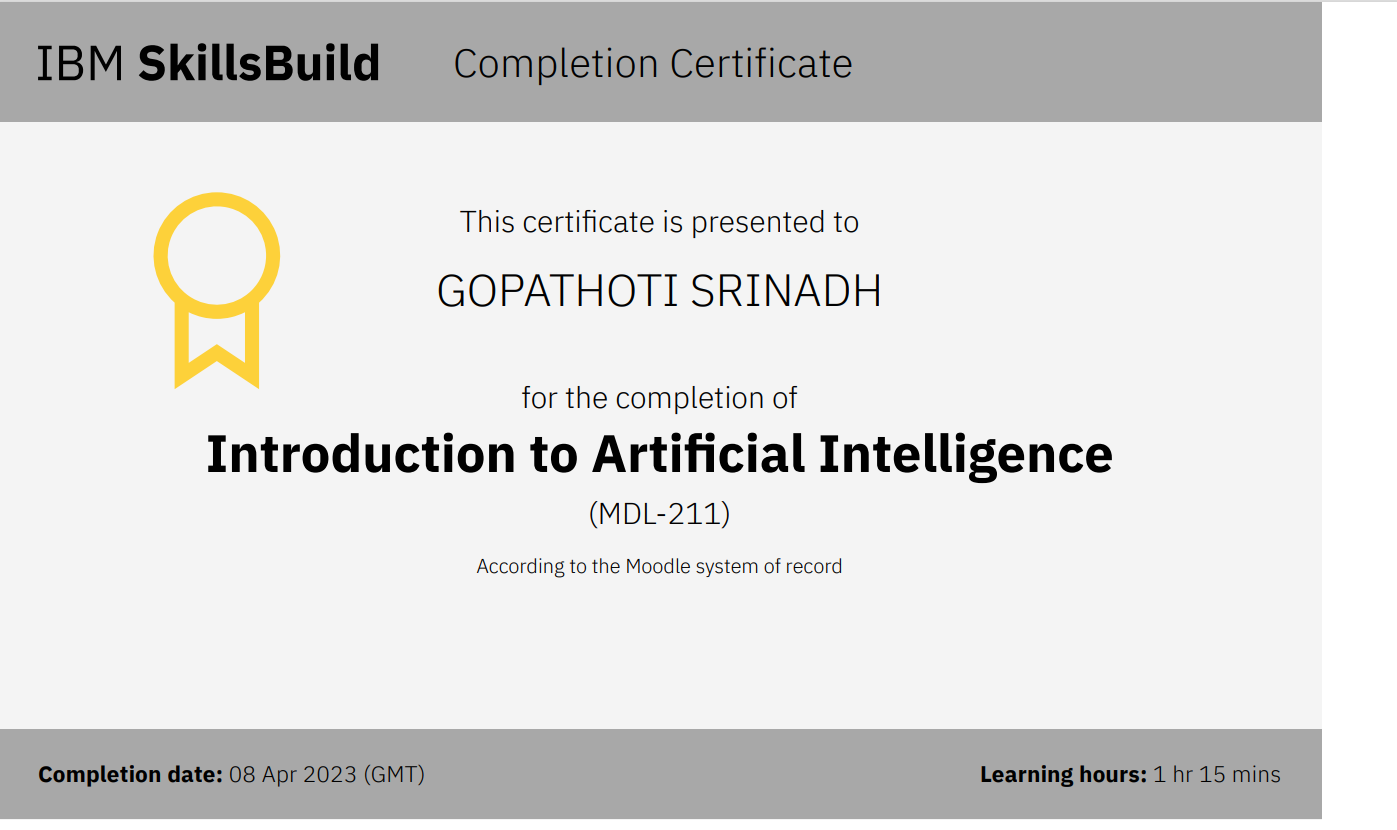 IBM SkillsBuild Completion Certificate
This certificate is presented to
GOPATHOTI SRINADH
for the completion of
Introduction to Artificial Intelligence
(MDL-211)
According to the Moodle system of record
Completion date: 08 Apr 2023 (GMT) Learning hours: 1 hr 15 mins